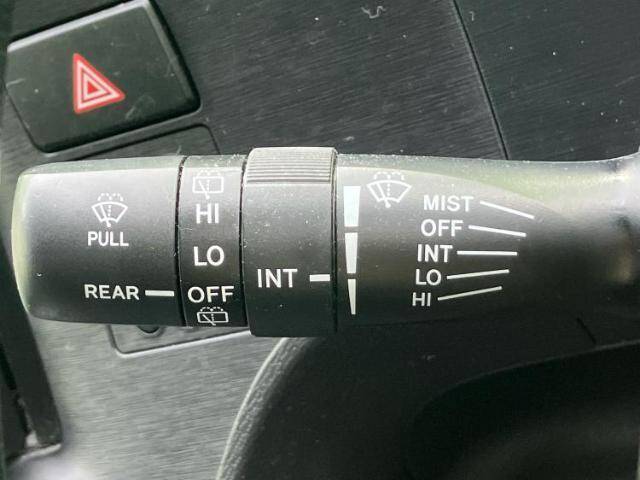 PULL
REAR
HI
LO
OFF
INT
MIST
OFF
INT
LO
HI